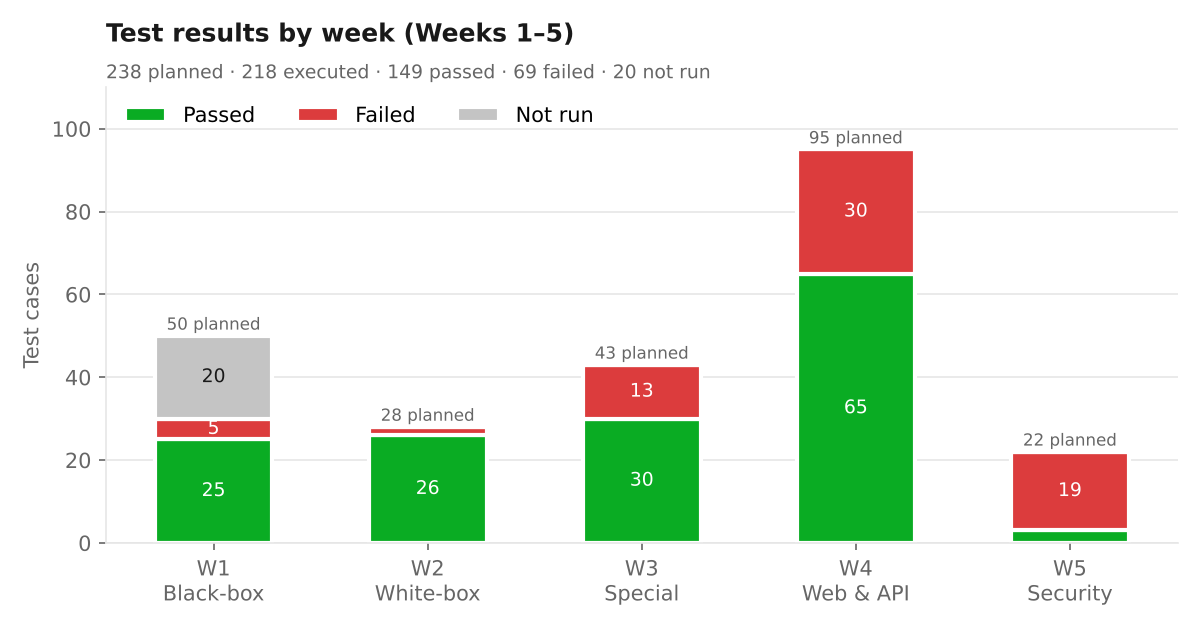 Test results by week (Weeks 1–5)
238 planned · 218 executed · 149 passed · 69 failed · 20 not run
Passed Failed Not run
Test cases
100
80
60
40
20
0
50 planned
20
5
25
28 planned
26
43 planned
13
30
95 planned
30
65
22 planned
19
W1 W2 W3 W4 W5
Black-box White-box Special Web & API Security